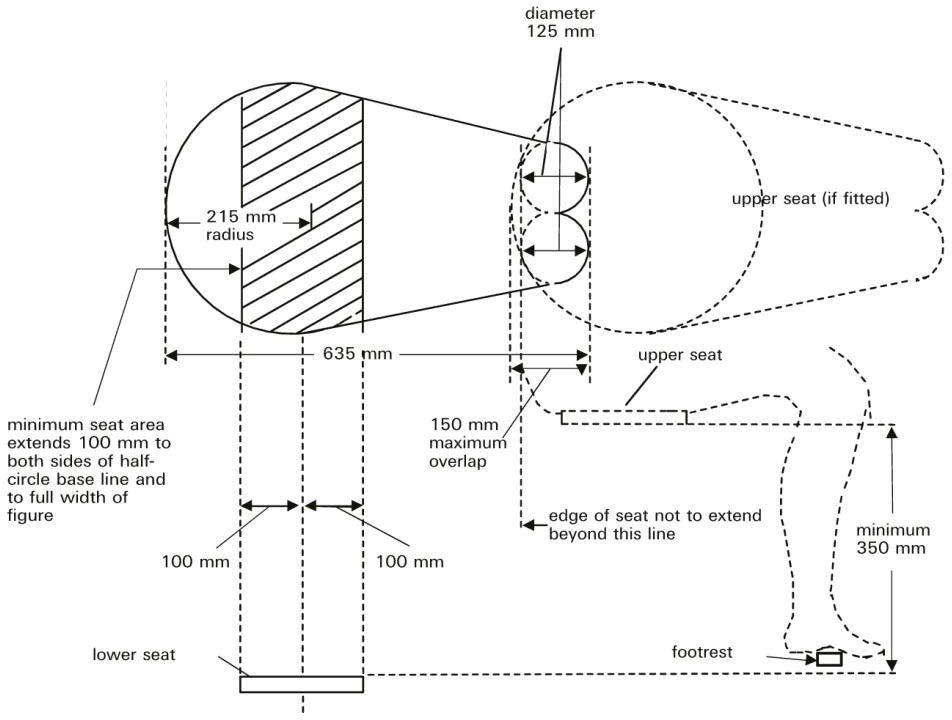 diameter
125 mm
215 mm
radius
upper seat (if fitted)
635 mm
upper seat
minimum seat area
extends 100 mm to
both sides of half-
circle base line and
to full width of
figure
150 mm
maximum
overlap
edge of seat not to extend
beyond this line
minimum
350 mm
100 mm
100 mm
lower seat
footrest